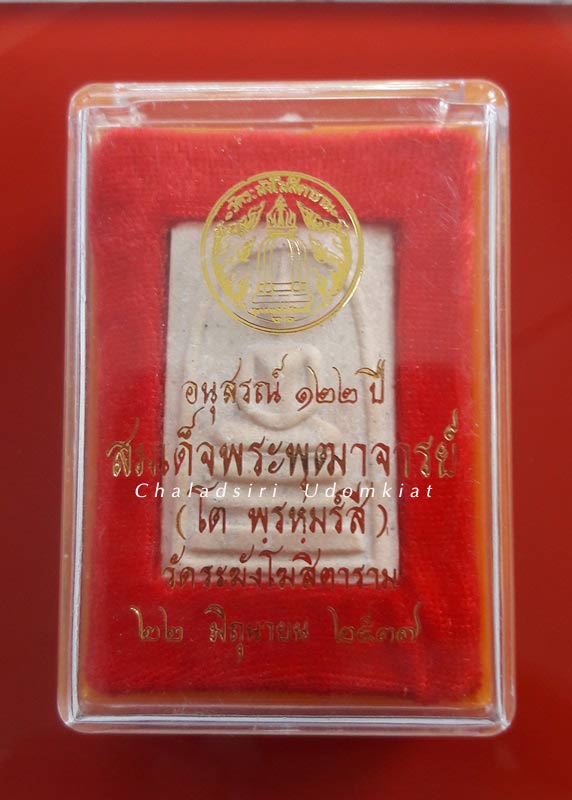 วัดระฆังโฆสิตาราม
อนุสรณ์ ๑๒๒ ปี
สมเด็จพระพุฒาจารย์
Chaladsiri Udomkiat
(โต พฺรหฺมรํสี)
วัดระฆังโฆสิตาราม
๒๒ มิถุนายน ๒๕๓๗